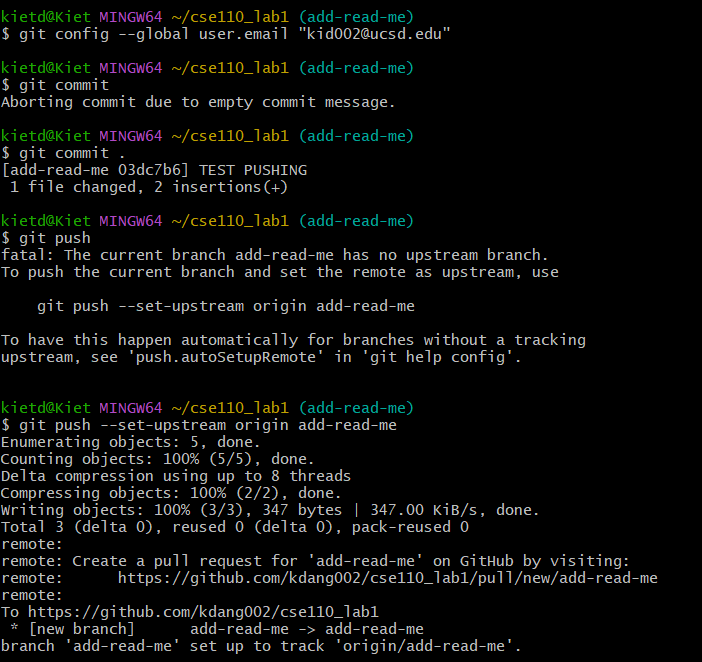 kietd@Kiet MINGW64 ~/cse110_lab1 (add-read-me)
$ git config --global user.email "kid002@ucsd.edu"
kietd@Kiet MINGW64 ~/cse110_lab1 (add-read-me)
$ git commit
Aborting commit due to empty commit message.
kietd@Kiet MINGW64 ~/cse110_lab1 (add-read-me)
$ git commit .
[add-read-me 03dc7b6] TEST PUSHING
 1 file changed, 2 insertions(+)
kietd@Kiet MINGW64 ~/cse110_lab1 (add-read-me)
$ git push
fatal: The current branch add-read-me has no upstream branch.
To push the current branch and set the remote as upstream, use
    git push --set-upstream origin add-read-me
To have this happen automatically for branches without a tracking
upstream, see 'push.autoSetupRemote' in 'git help config'.
kietd@Kiet MINGW64 ~/cse110_lab1 (add-read-me)
$ git push --set-upstream origin add-read-me
Enumerating objects: 5, done.
Counting objects: 100% (5/5), done.
Delta compression using up to 8 threads
Compressing objects: 100% (2/2), done.
Writing objects: 100% (3/3), 347 bytes | 347.00 KiB/s, done.
Total 3 (delta 0), reused 0 (delta 0), pack-reused 0
remote:
remote: Create a pull request for 'add-read-me' on GitHub by visiting:
remote:      https://github.com/kdang002/cse110_lab1/pull/new/add-read-me
remote:
To https://github.com/kdang002/cse110_lab1
 * [new branch]      add-read-me -> add-read-me
branch 'add-read-me' set up to track 'origin/add-read-me'.